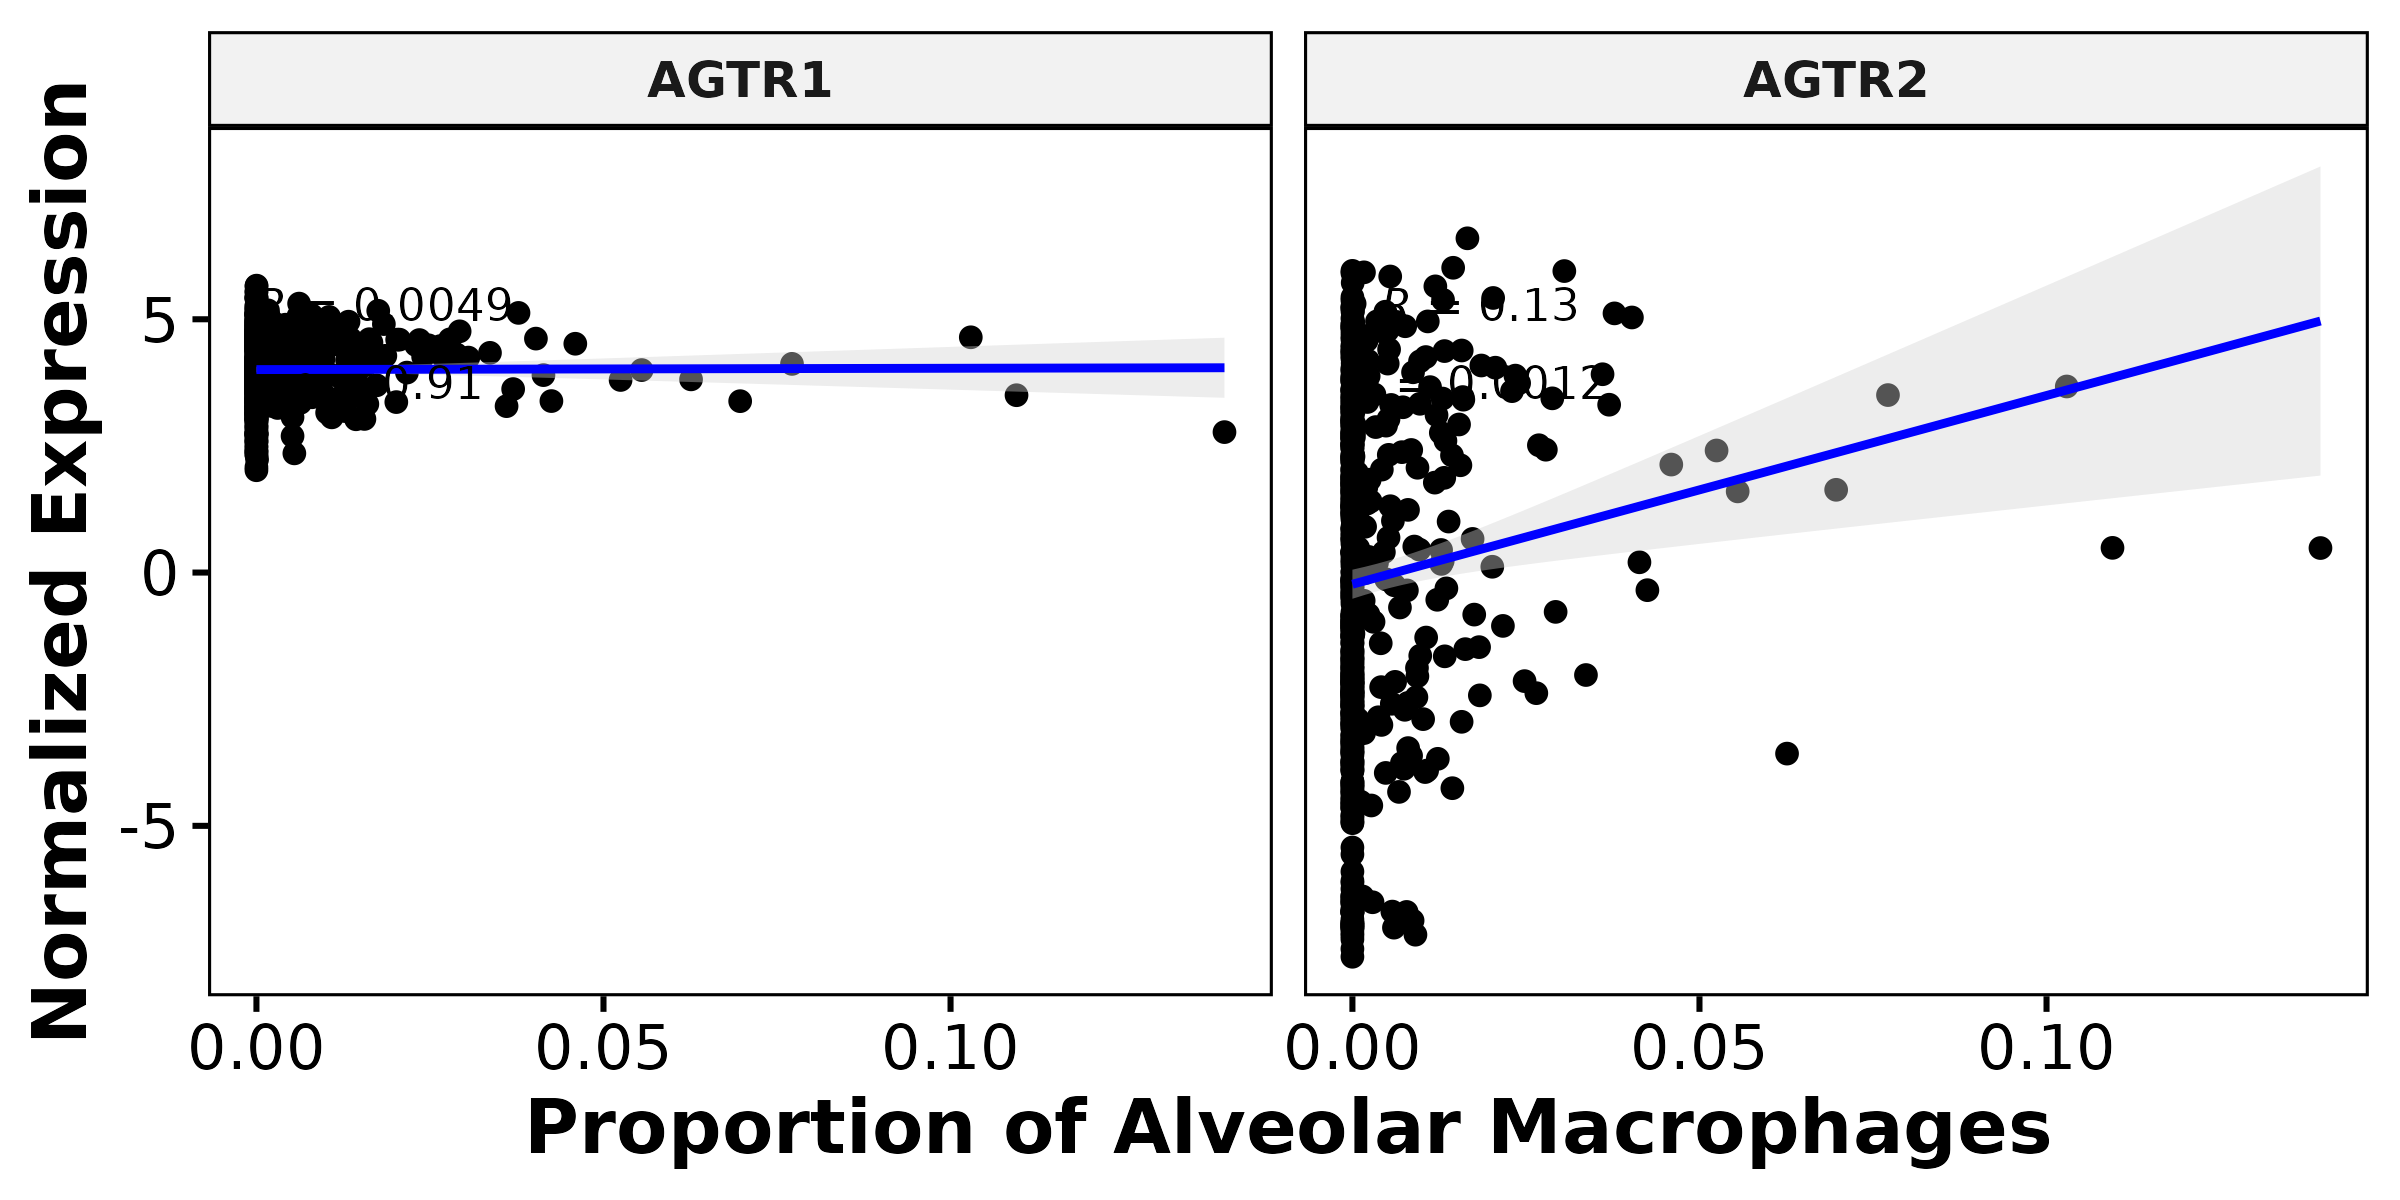 AGTR1
AGTR2
Normalized Expression
5
0
-5
R = 0.0049
0.91
R = 0.13
= 0.0012
0.00
0.05
0.10
0.00
0.05
0.10
Proportion of Alveolar Macrophages